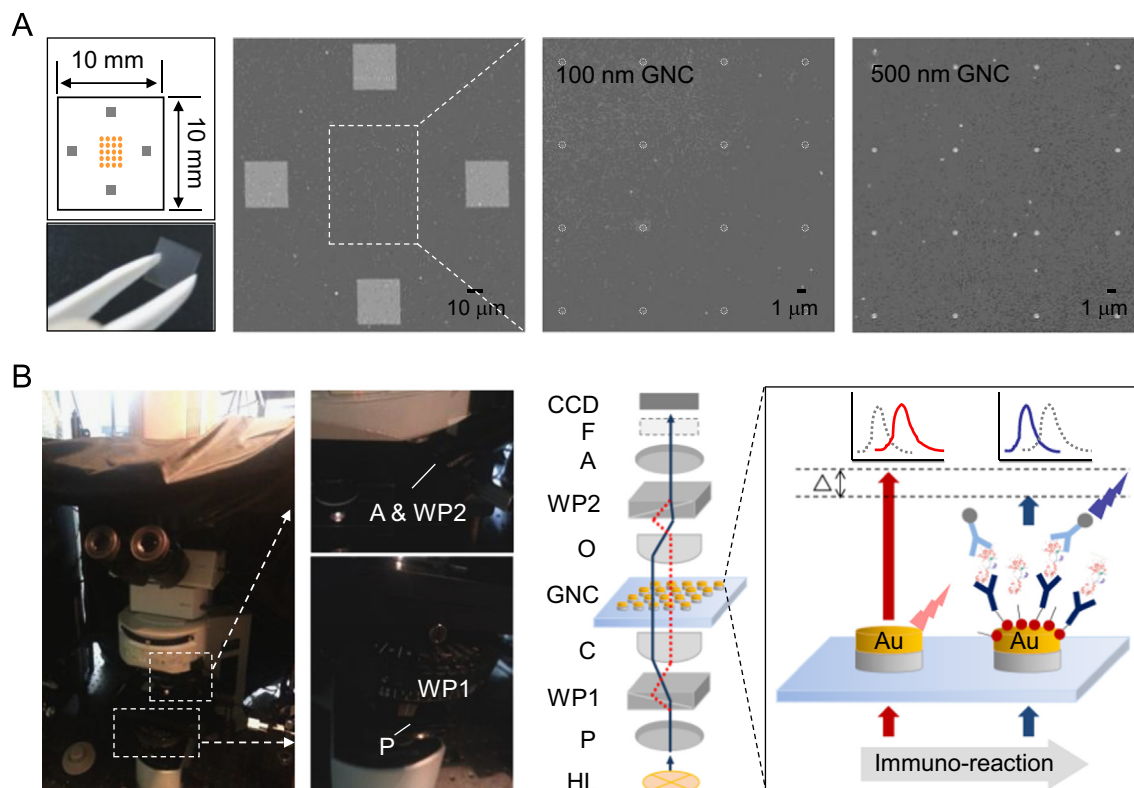 A
10 mm
10 mm
10 μm
100 nm GNC
1 μm
500 nm GNC
1 μm
B
A & WP2
WP1
P
CCD
F
A
WP2
O
GNC
C
WP1
P
HI
Δ
Au
Au
Immuno-reaction